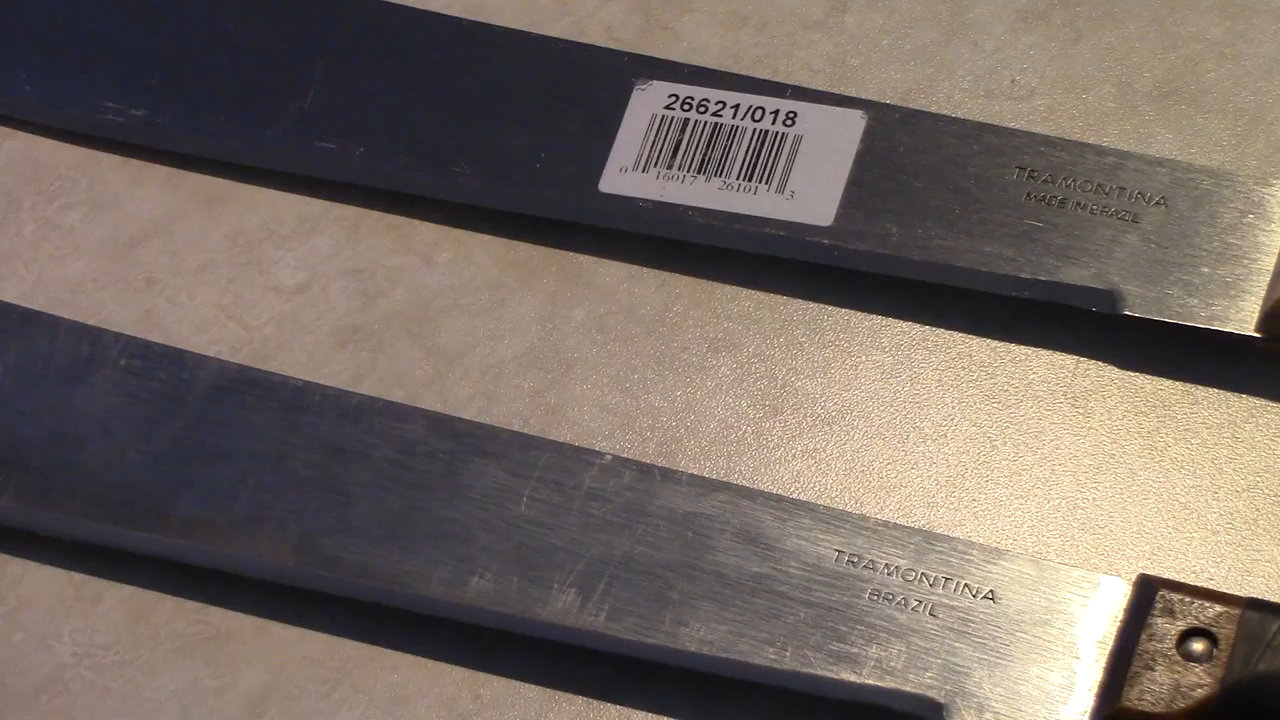 26621/018
0 16017 26101 3
TRAMONTINA
MADE IN BRAZIL
TRAMONTINA
BRAZIL